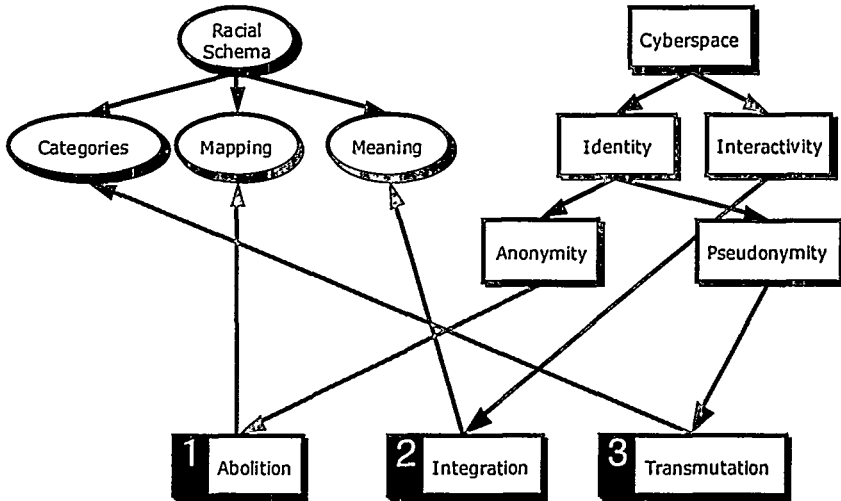 Racial
Schema
Cyberspace
Categories
Mapping
Meaning
Identity
Interactivity
Anonymity
Pseudonymity
1 Abolition
2 Integration
3 Transmutation